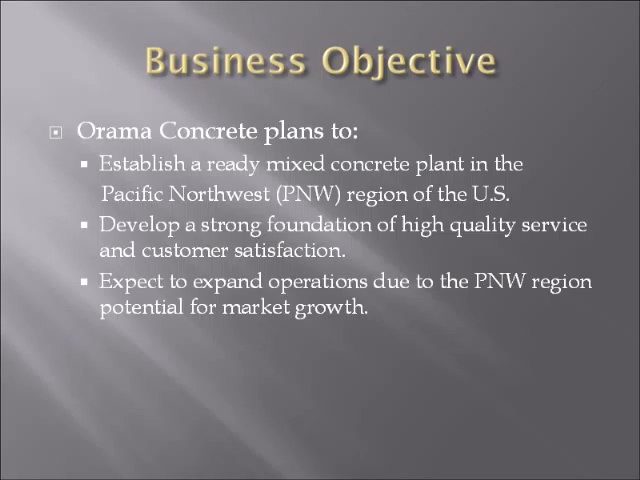 Business Objective
Orama Concrete plans to:
Establish a ready mixed concrete plant in the
Pacific Northwest (PNW) region of the U.S.
Develop a strong foundation of high quality service
and customer satisfaction.
Expect to expand operations due to the PNW region
potential for market growth.